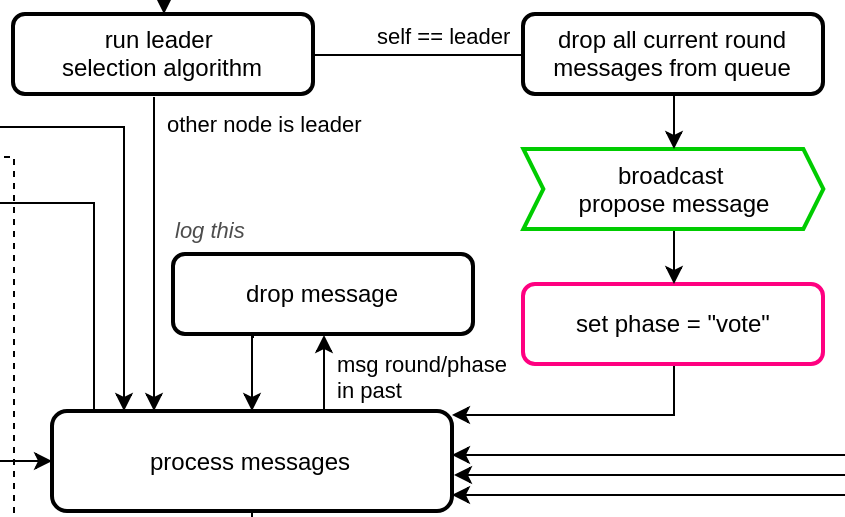 run leader
selection algorithm
self == leader
drop all current round
messages from queue
other node is leader
broadcast
propose message
log this
drop message
set phase = "vote"
msg round/phase
in past
process messages